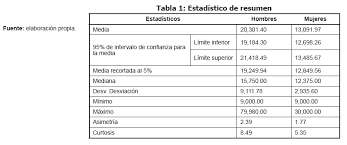 Tabla 1: Estadístico de resumen
Estadísticos Hombres Mujeres
Fuente: elaboración propia.
Media 20,301.40 13,091.97
95% de intervalo de confianza para la media
Límite inferior 19,184.30 12,698.26
Límite superior 21,418.49 13,485.67
Media recortada al 5% 19,249.94 12,849.56
Mediana 15,750.00 12,375.00
Desv. Desviación 9,111.78 2,935.60
Mínimo 9,000.00 9,000.00
Máximo 79,980.00 30,000.00
Asimetría 2.39 1.77
Curtosis 8.49 5.35